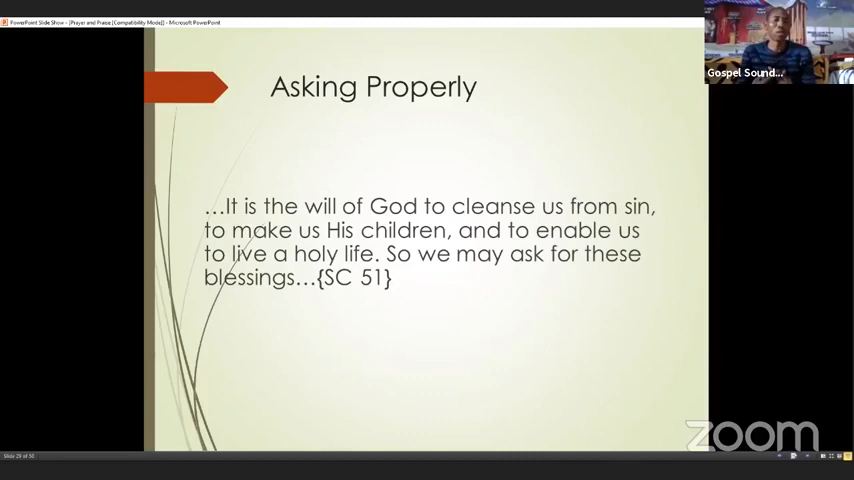 PowerPoint Slide Show - [Prayer and Praise [Compatibility Mode]] - Microsoft PowerPoint
Gospel Sound...
Asking Properly
…It is the will of God to cleanse us from sin,
to make us His children, and to enable us
to live a holy life. So we may ask for these
blessings…{SC 51}
zoom
Slide 29 of 50